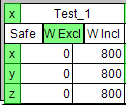 x Test_1
Safe W Excl W Incl
x 0 800
y 0 800
z 0 800